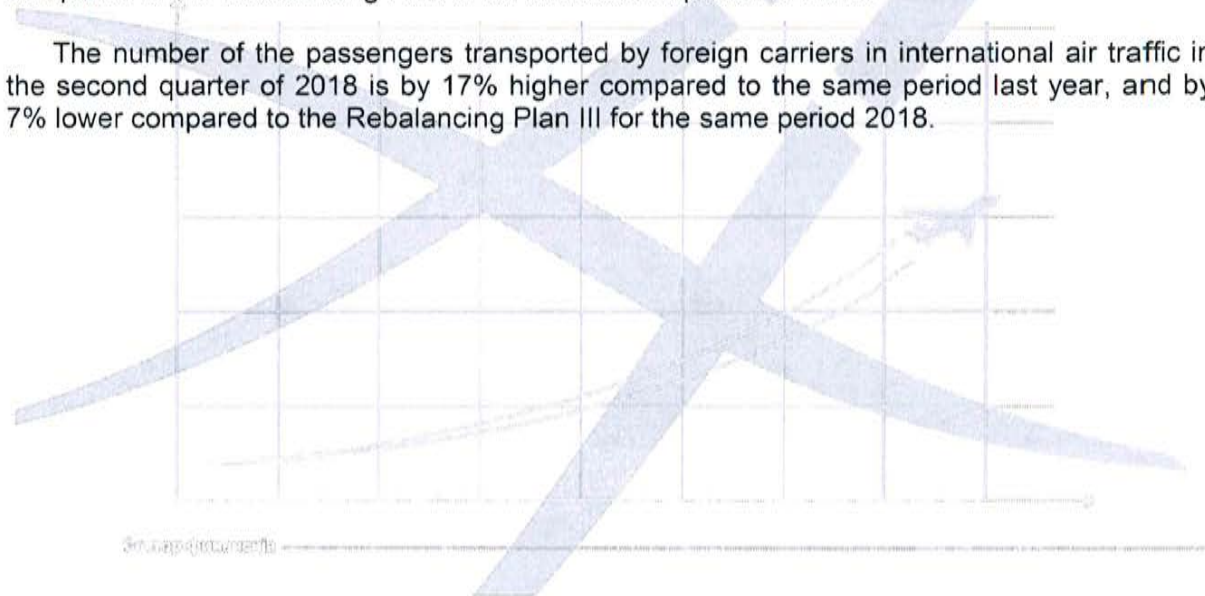 The number of the passengers transported by foreign carriers in international air traffic in
the second quarter of 2018 is by 17% higher compared to the same period last year, and by
7% lower compared to the Rebalancing Plan III for the same period 2018.